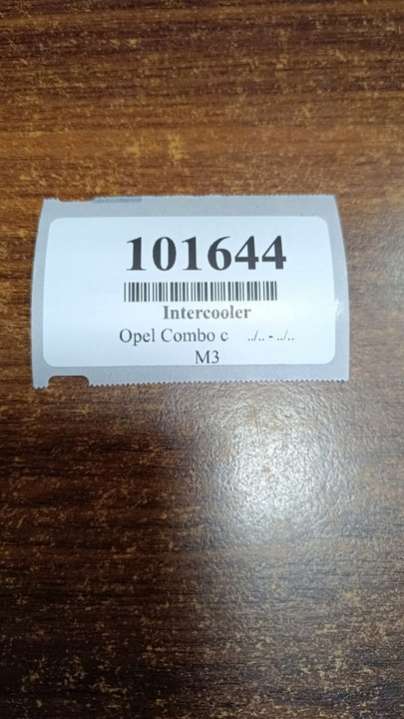 101644
Intercooler
Opel Combo c ../.. - ../..
M3